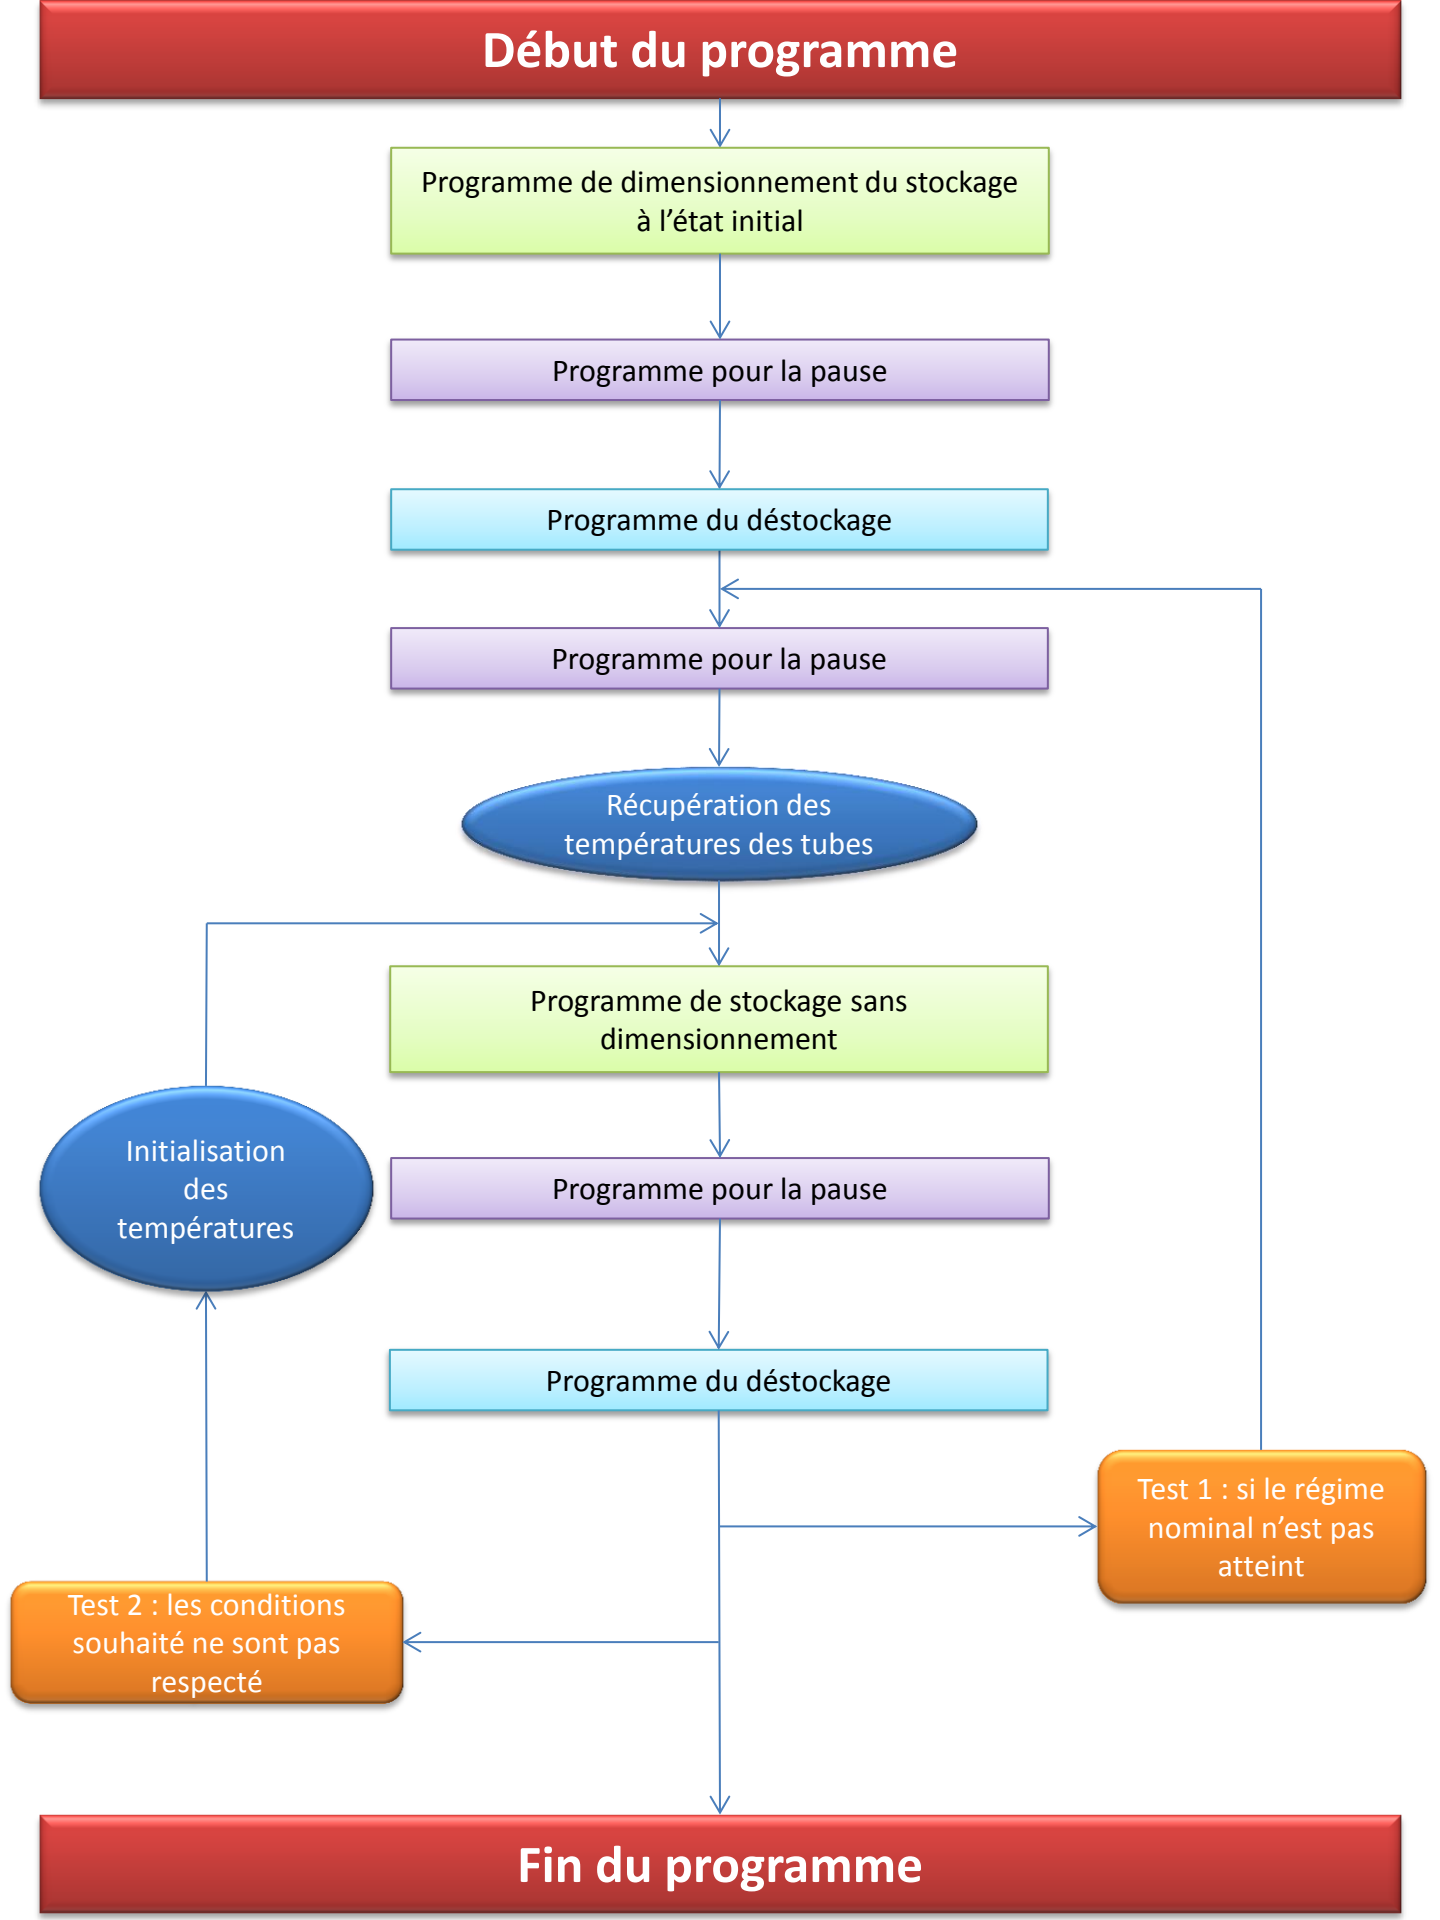 Début du programme
Programme de dimensionnement du stockage
à l’état initial
Programme pour la pause
Programme du déstockage
Programme pour la pause
Récupération des
températures des tubes
Programme de stockage sans
dimensionnement
Initialisation
des
températures
Programme pour la pause
Programme du déstockage
Test 1 : si le régime
nominal n’est pas
atteint
Test 2 : les conditions
souhaité ne sont pas
respecté
Fin du programme